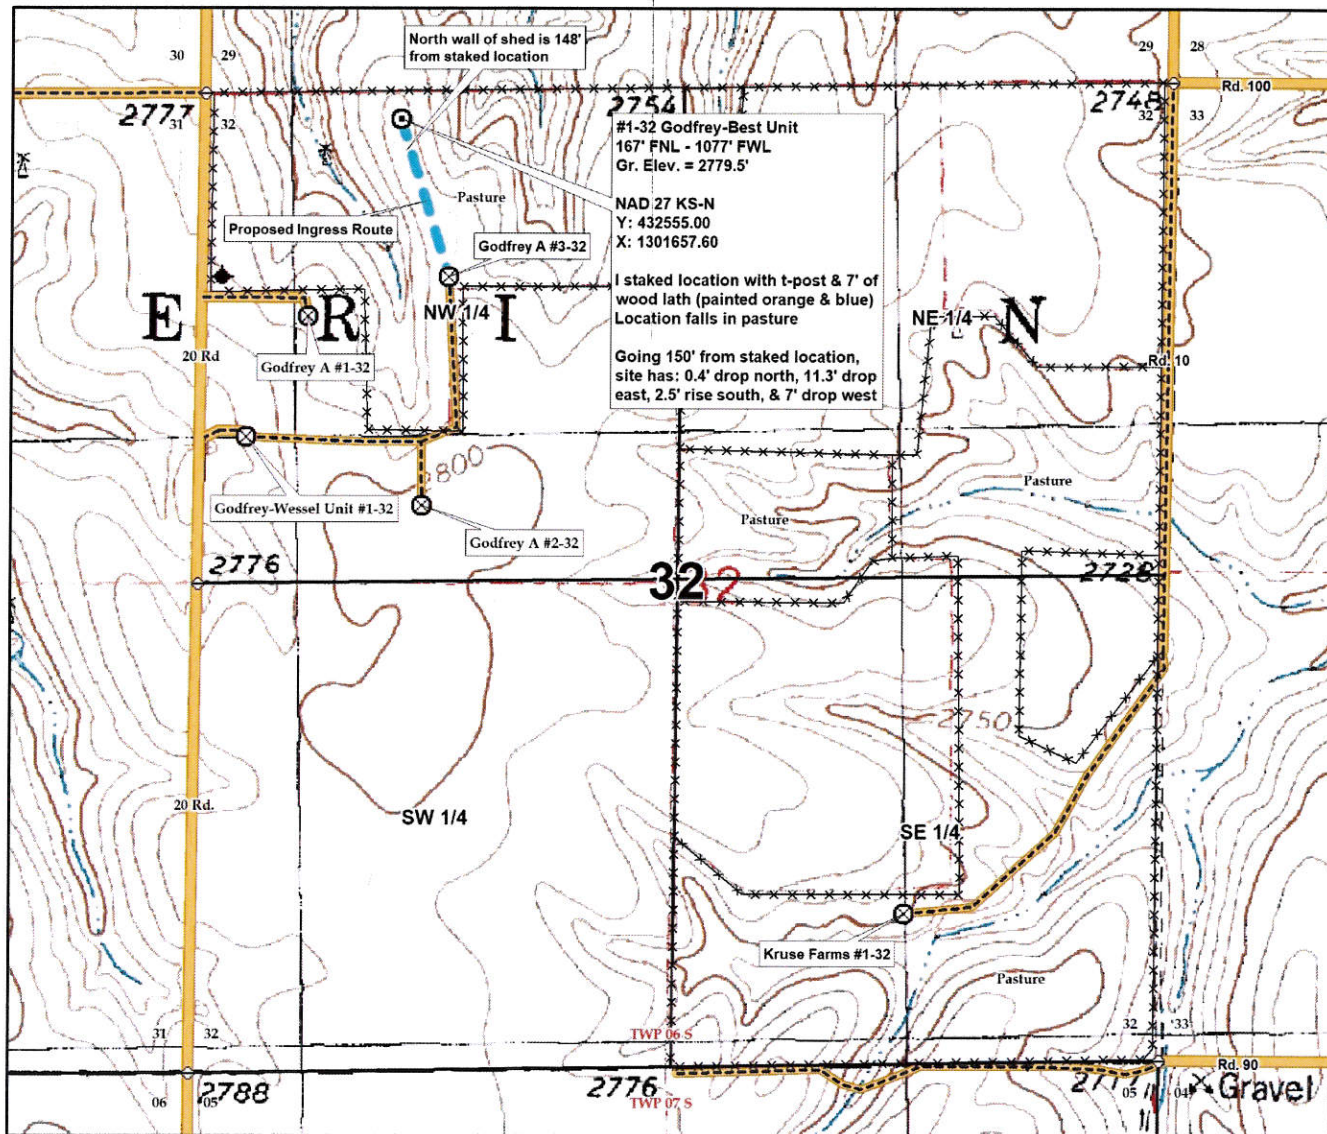 North wall of shed is 148'
from staked location
30
29
29
28
Rd. 100
2777
2754
2748
31
32
32
33
#1-32 Godfrey-Best Unit
167' FNL - 1077' FWL
Gr. Elev. = 2779.5'
NAD 27 KS-N
Y: 432555.00
X: 1301657.60
I staked location with t-post & 7' of
wood lath (painted orange & blue)
Location falls in pasture
Going 150' from staked location,
site has: 0.4' drop north, 11.3' drop
east, 2.5' rise south, & 7' drop west
Pasture
Proposed Ingress Route
Godfrey A #3-32
E R I N
NW 1/4
NE 1/4
20 Rd
Godfrey A #1-32
Rd. 10
800
Godfrey-Wessel Unit #1-32
Godfrey A #2-32
Pasture
Pasture
2776
32
32
2728
2750
20 Rd.
SW 1/4
SE 1/4
Kruse Farms #1-32
Pasture
31
32
TWP 06 S
32
33
2788
2776
2777
Rd. 90
06
05
TWP 07 S
05
04
Gravel